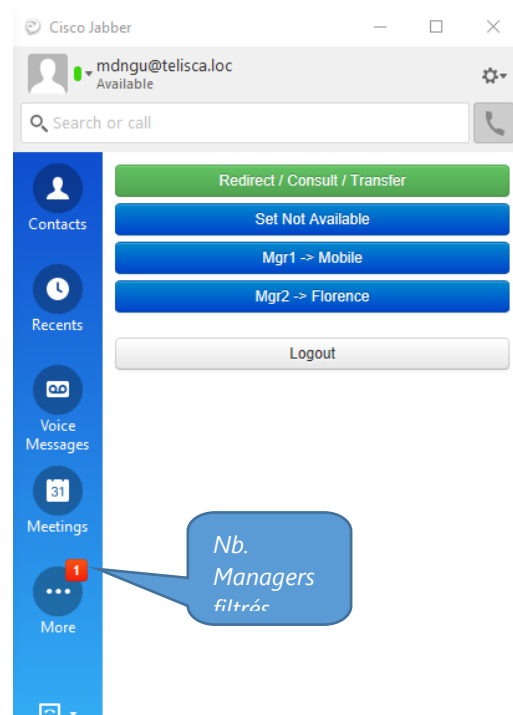 Cisco Jabber
mdngu@telisca.loc
Available
Search or call
Redirect / Consult / Transfer
Set Not Available
Mgr1 -> Mobile
Mgr2 -> Florence
Logout
Contacts
Recents
Voice
Messages
31
Meetings
1
More
Nb.
Managers
filtrés